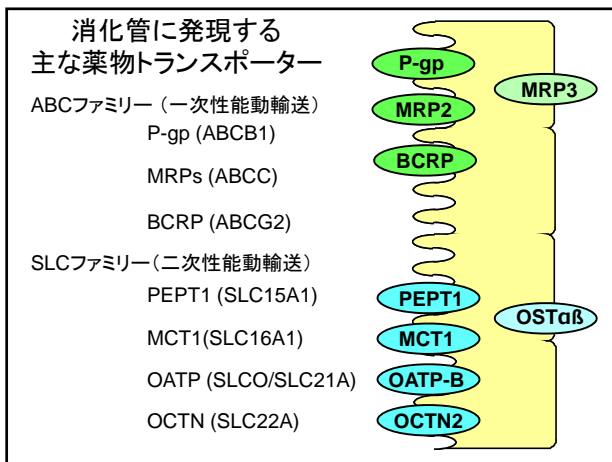 消化管に発現する
主な薬物トランスポーター
ABCファミリー（一次性能動輸送）
P-gp (ABCB1)
MRPs (ABCC)
BCRP (ABCG2)
SLCファミリー（二次性能動輸送）
PEPT1 (SLC15A1)
MCT1(SLC16A1)
OATP (SLCO/SLC21A)
OCTN (SLC22A)
P-gp
MRP3
MRP2
BCRP
PEPT1
OSTαß
MCT1
OATP-B
OCTN2